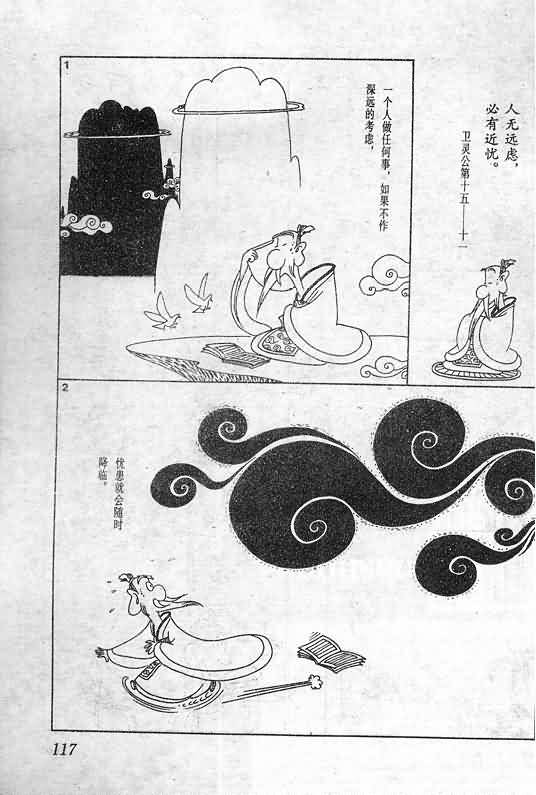 人无远虑，
必有近忧。
卫灵公第十五——十一
1
一个人做任何事，如果不作
深远的考虑，
2
忧患就会随时
降临。
117